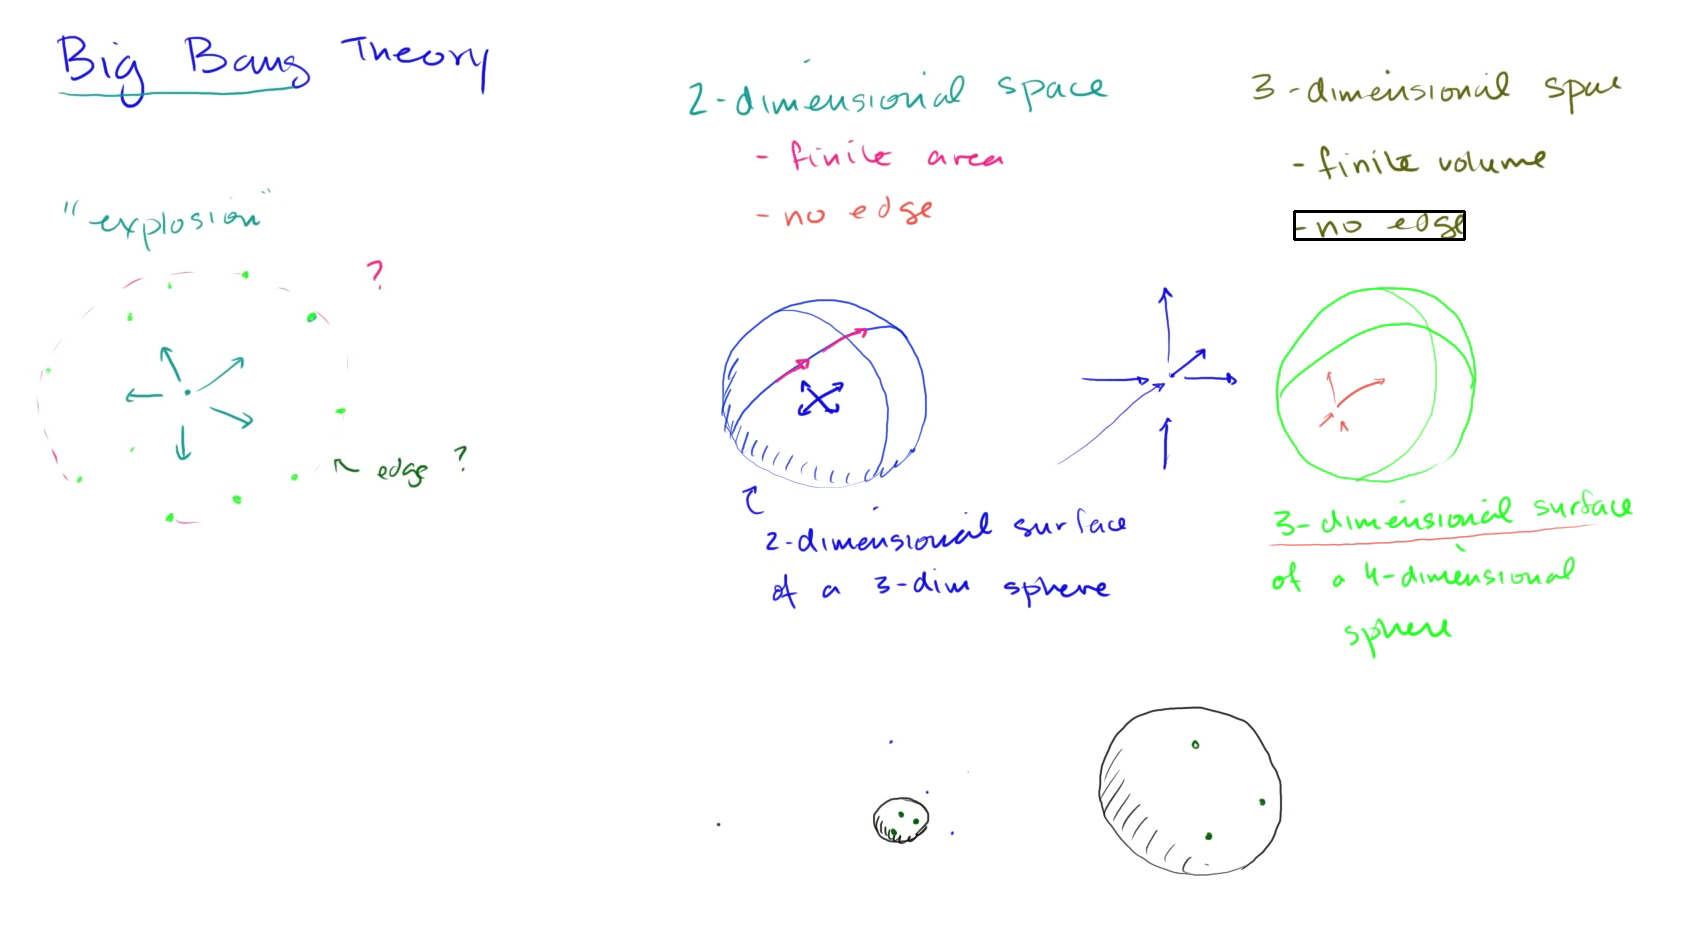 Big Bang Theory
"explosion"
?
edge ?
2-dimensional space
- finite area
- no edge
2-dimensional surface
of a 3-dim sphere
3-dimensional space
- finite volume
- no edge
3-dimensional surface
of a 4-dimensional
sphere